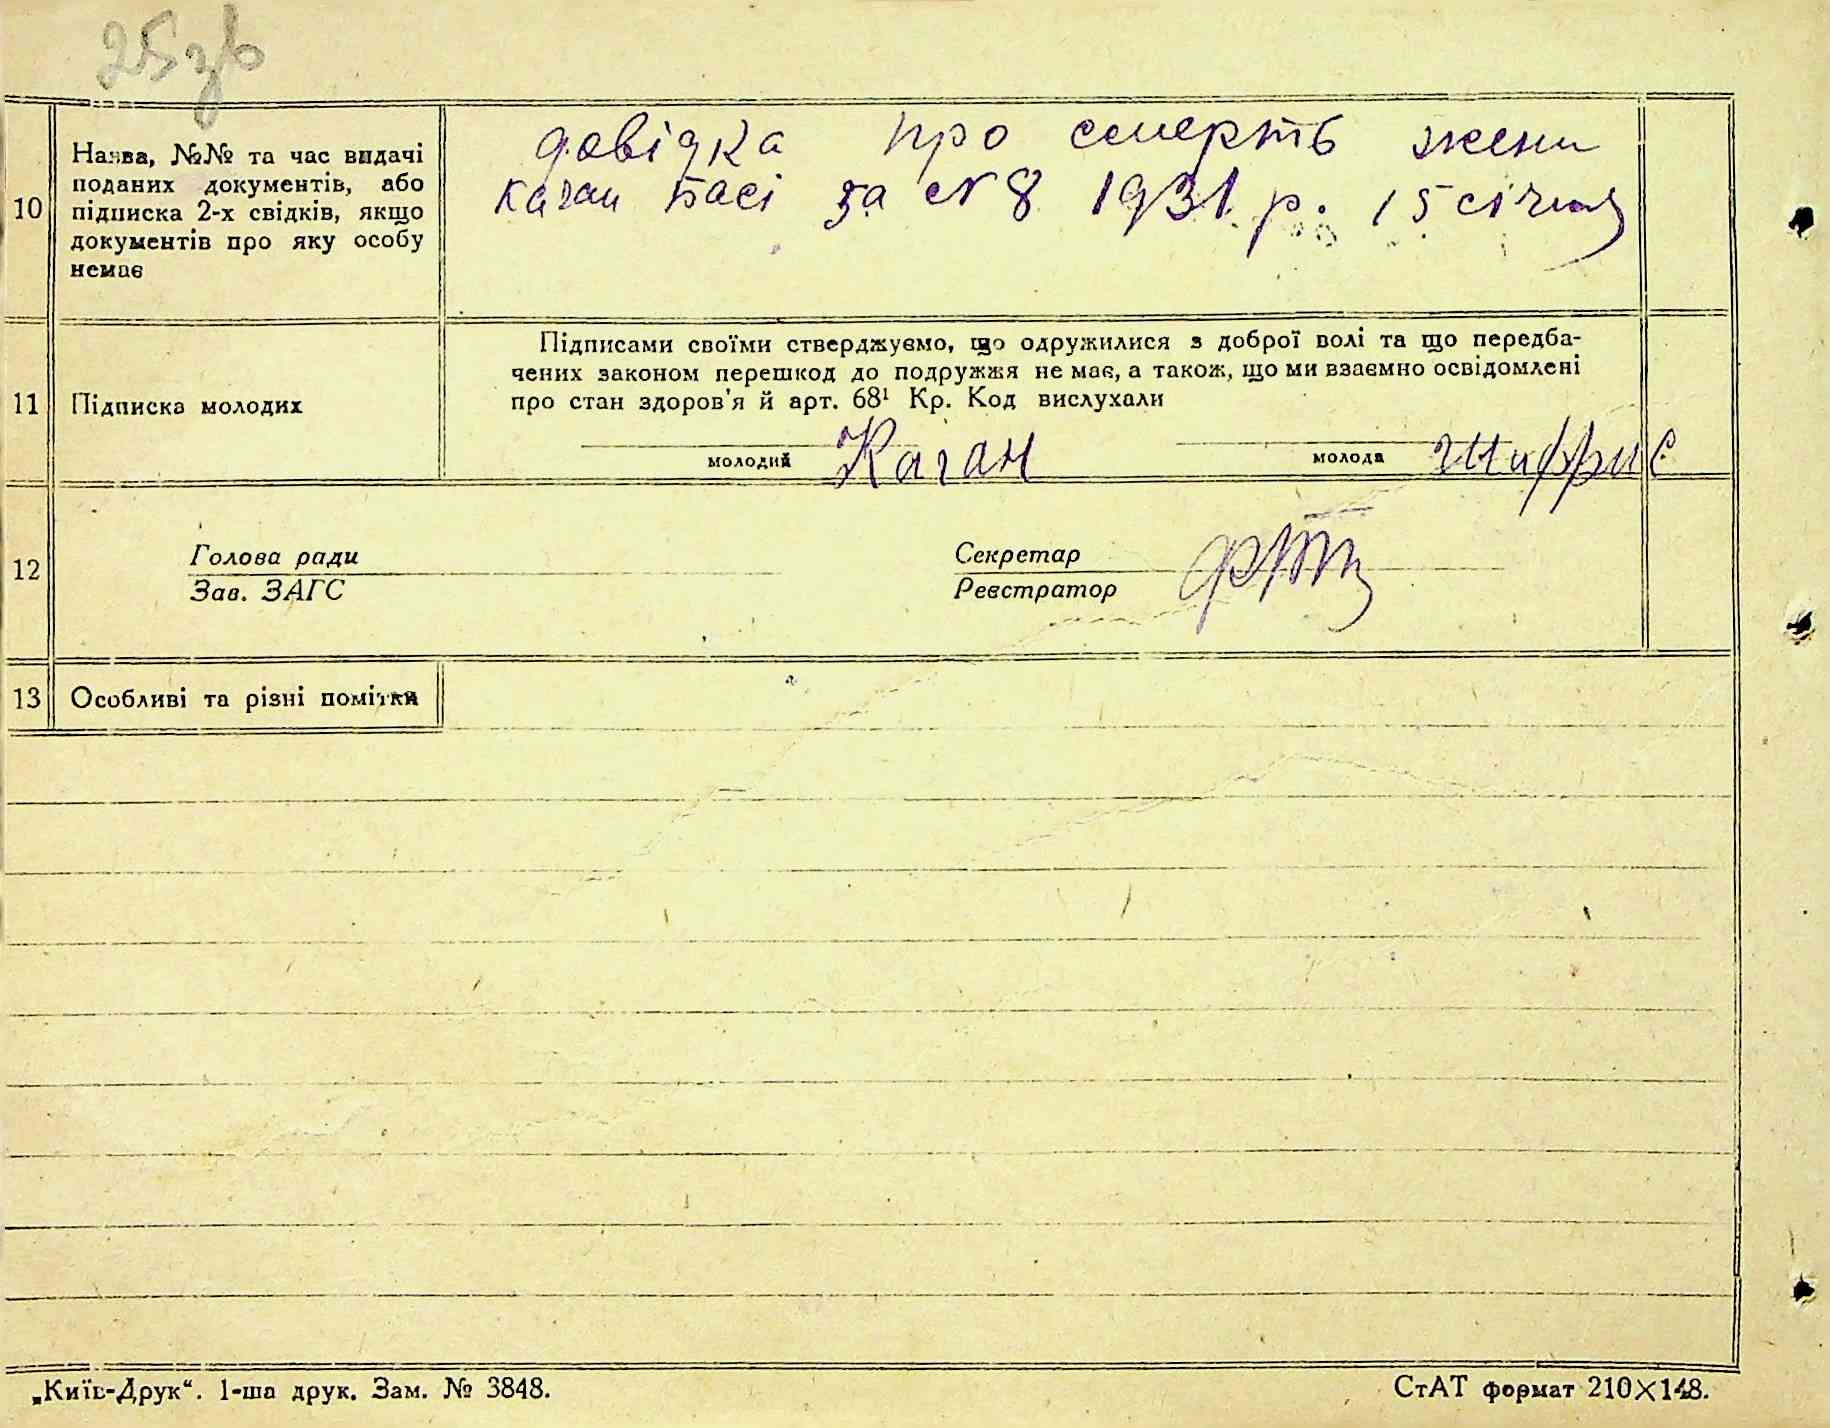 25 зв
10
Назва, №№ та час видачі
поданих документів, або
підписка 2-х свідків, якщо
документів про яку особу
немає
довідка про смерть жени
каган Басі за № 8 1931 р. 15 січня
11
Підписка молодих
Підписами своїми стверджуємо, що одружилися з доброї волі та що передба-
чених законом перешкод до подружжя не має, а також, що ми взаємно освідомлені
про стан здоров'я й арт. 68¹ Кр. Код вислухали
молодий Каган молода Шифрис
12
Голова ради
Зав. ЗАГС
Секретар
Реєстратор
13
Особливі та різні помітки
„Київ-Друк“. 1-ша друк. Зам. № 3848.
СтАТ формат 210×148.